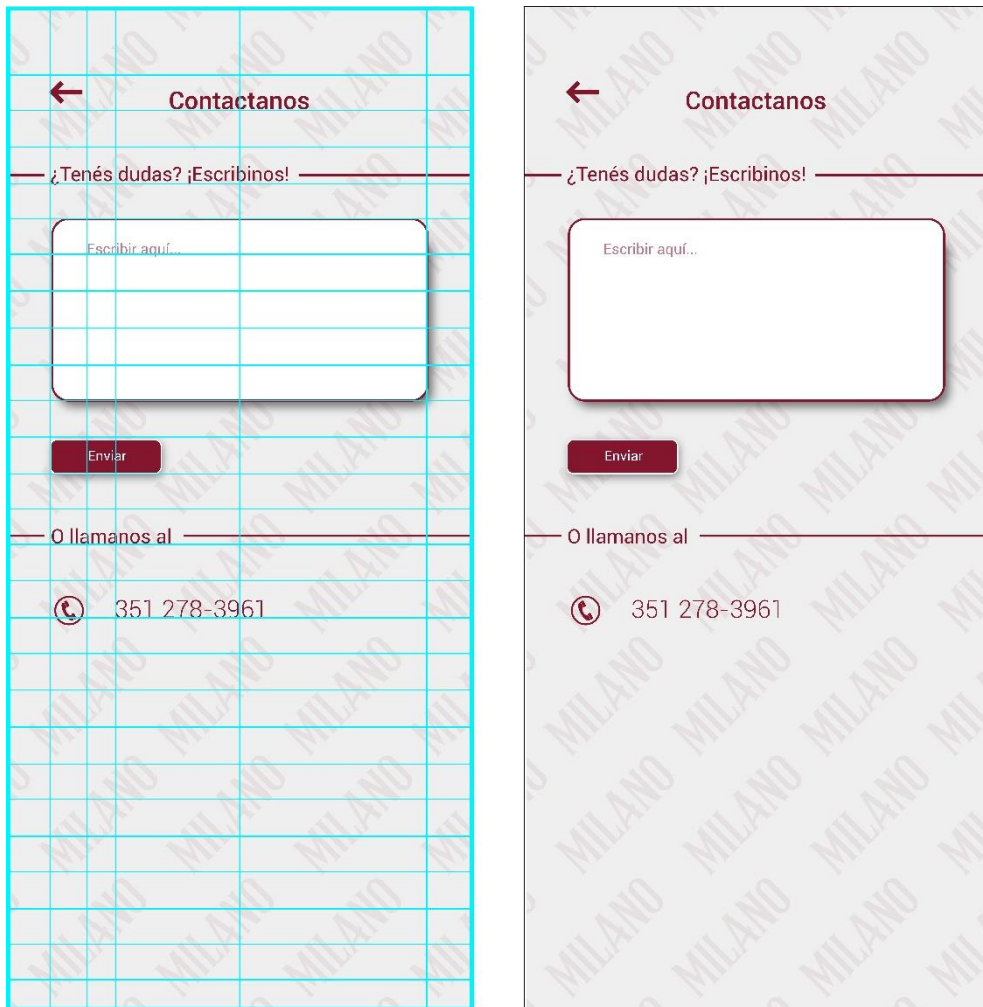 Contactanos
¿Tenés dudas? ¡Escribinos!
Escribir aquí...
Enviar
O llamanos al
351 278-3961
Contactanos
¿Tenés dudas? ¡Escribinos!
Escribir aquí...
Enviar
O llamanos al
351 278-3961
MILANO